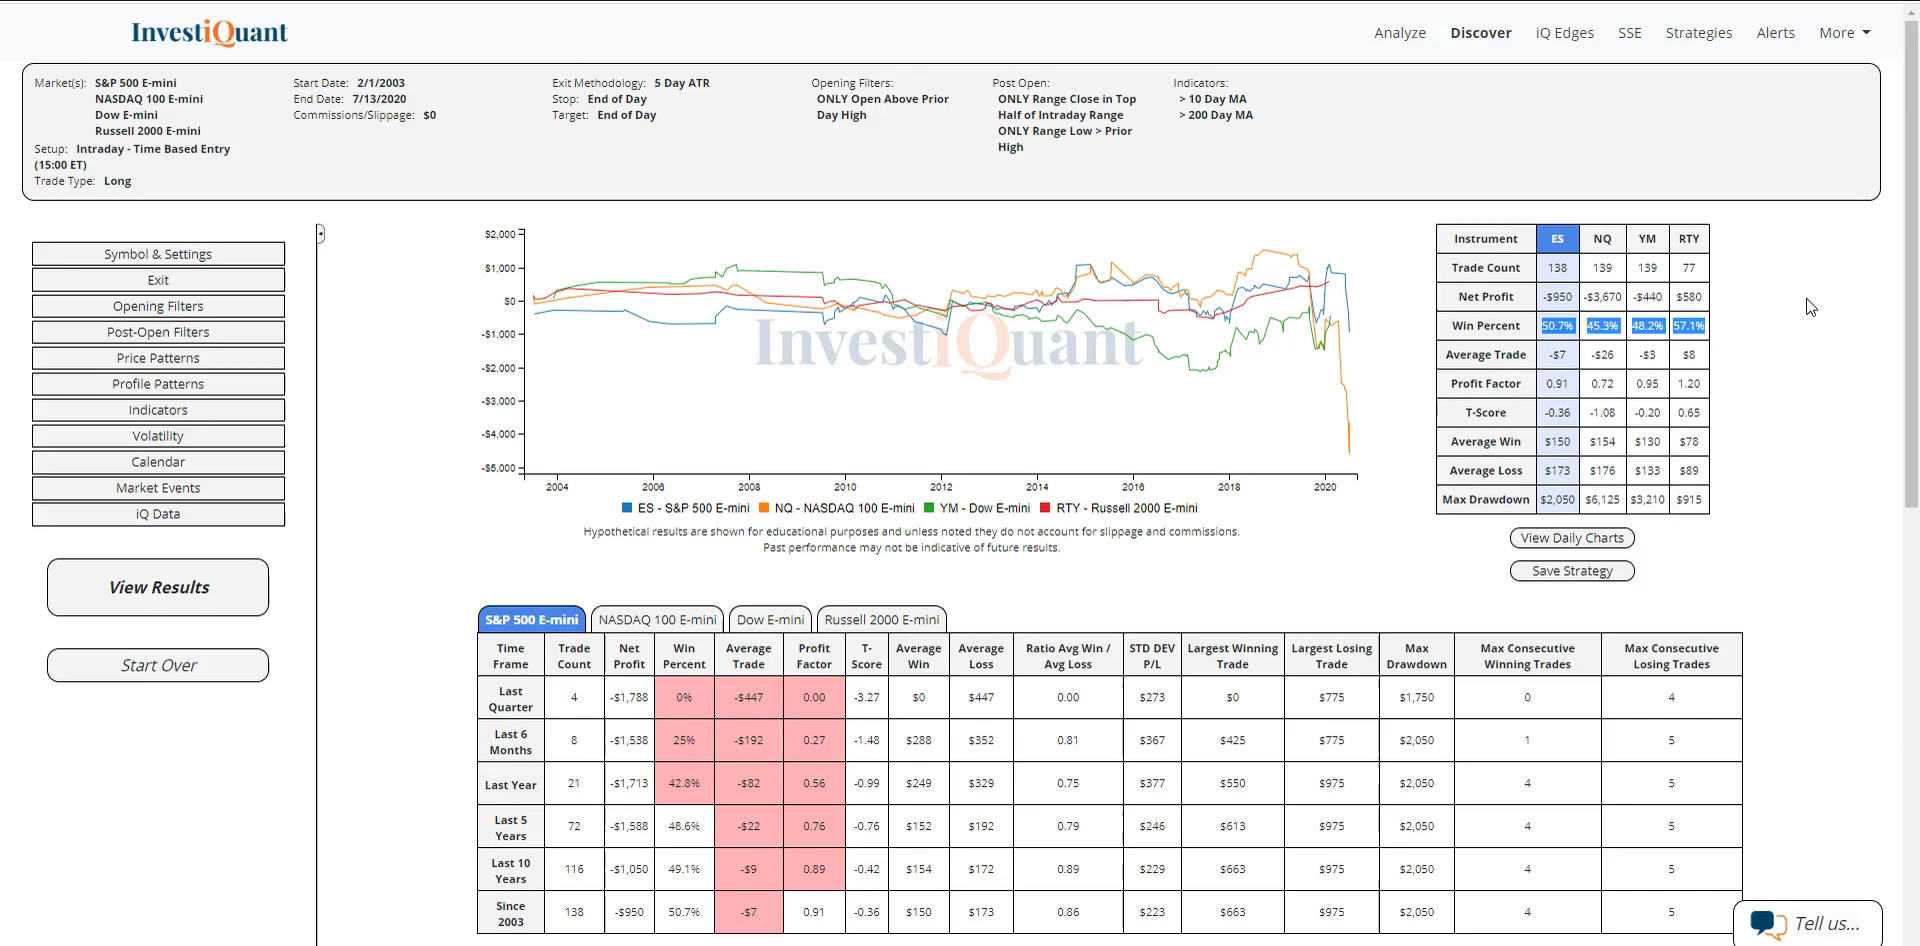 InvestiQuant
Analyze Discover iQ Edges SSE Strategies Alerts More
Market(s): S&P 500 E-mini
NASDAQ 100 E-mini
Dow E-mini
Russell 2000 E-mini
Setup: Intraday - Time Based Entry
(15:00 ET)
Trade Type: Long
Start Date: 2/1/2003
End Date: 7/13/2020
Commissions/Slippage: $0
Exit Methodology: 5 Day ATR
Stop: End of Day
Target: End of Day
Opening Filters:
ONLY Open Above Prior
Day High
Post Open:
ONLY Range Close in Top
Half of Intraday Range
ONLY Range Low > Prior
High
Indicators:
> 10 Day MA
> 200 Day MA
Symbol & Settings
Exit
Opening Filters
Post-Open Filters
Price Patterns
Profile Patterns
Indicators
Volatility
Calendar
Market Events
iQ Data
View Results
Start Over
$2,000
$1,000
$0
-$1,000
-$2,000
-$3,000
-$4,000
-$5,000
InvestiQuant
2004 2006 2008 2010 2012 2014 2016 2018 2020
ES - S&P 500 E-mini NQ - NASDAQ 100 E-mini YM - Dow E-mini RTY - Russell 2000 E-mini
Hypothetical results are shown for educational purposes and unless noted they do not account for slippage and commissions.
Past performance may not be indicative of future results.
Instrument ES NQ YM RTY
Trade Count 138 139 139 77
Net Profit -$950 -$3,670 -$440 $580
Win Percent 50.7% 45.3% 48.2% 57.1%
Average Trade -$7 -$26 -$3 $8
Profit Factor 0.91 0.72 0.95 1.20
T-Score -0.36 -1.08 -0.20 0.65
Average Win $150 $154 $130 $78
Average Loss $173 $176 $133 $89
Max Drawdown $2,050 $6,125 $3,210 $915
View Daily Charts
Save Strategy
S&P 500 E-mini NASDAQ 100 E-mini Dow E-mini Russell 2000 E-mini
Time Trade Net Win Average Profit T- Average Average Ratio Avg Win / STD DEV Largest Winning Largest Losing Max Max Consecutive Max Consecutive
Frame Count Profit Percent Trade Factor Score Win Loss Avg Loss P/L Trade Trade Drawdown Winning Trades Losing Trades
Last
Quarter 4 -$1,788 0% -$447 0.00 -3.27 $0 $447 0.00 $273 $0 $775 $1,750 0 4
Last 6
Months 8 -$1,538 25% -$192 0.27 -1.48 $288 $352 0.81 $367 $425 $775 $2,050 1 5
Last Year 21 -$1,713 42.8% -$82 0.56 -0.99 $249 $329 0.75 $377 $550 $975 $2,050 4 5
Last 5
Years 72 -$1,588 48.6% -$22 0.76 -0.76 $152 $192 0.79 $246 $613 $975 $2,050 4 5
Last 10
Years 116 -$1,050 49.1% -$9 0.89 -0.42 $154 $172 0.89 $229 $663 $975 $2,050 4 5
Since
2003 138 -$950 50.7% -$7 0.91 -0.36 $150 $173 0.86 $223 $663 $975 $2,050 4 5
Tell us...